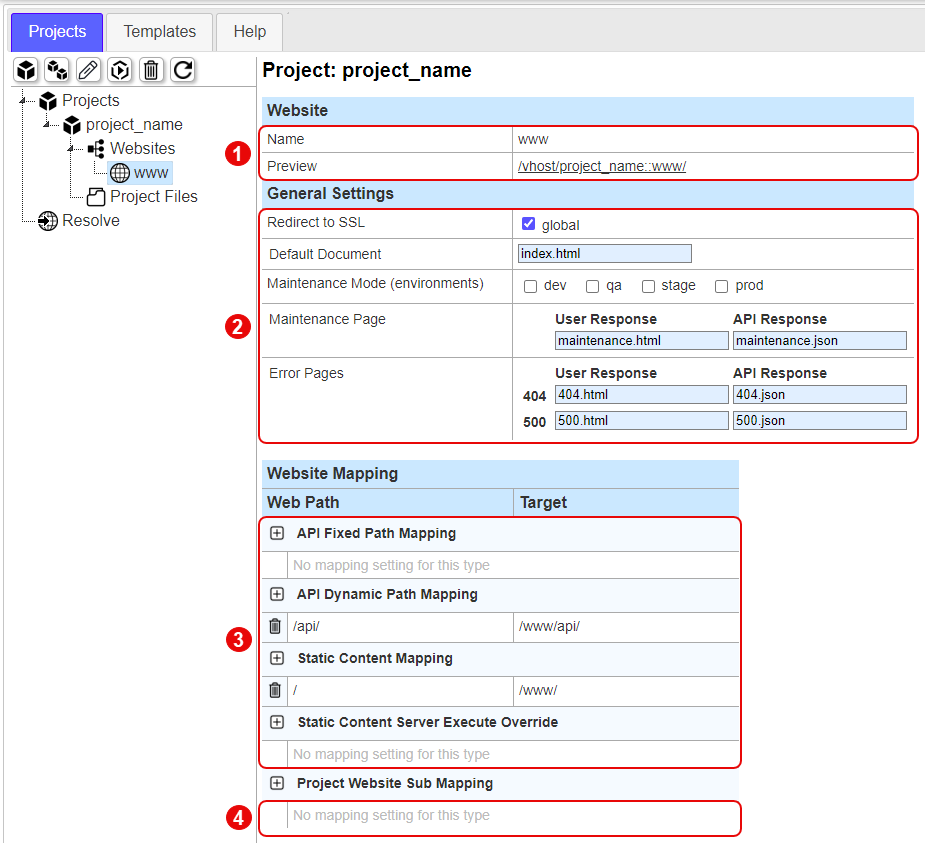 Projects Templates Help
Projects
project_name
Websites
www
Project Files
Resolve
Project: project_name
Website
1
Name www
Preview /vhost/project_name::www/
General Settings
2
Redirect to SSL global
Default Document index.html
Maintenance Mode (environments) dev qa stage prod
Maintenance Page User Response API Response
maintenance.html maintenance.json
Error Pages User Response API Response
404 404.html 404.json
500 500.html 500.json
Website Mapping
Web Path Target
3
API Fixed Path Mapping
No mapping setting for this type
API Dynamic Path Mapping
/api/ /www/api/
Static Content Mapping
/ /www/
Static Content Server Execute Override
No mapping setting for this type
Project Website Sub Mapping
4
No mapping setting for this type